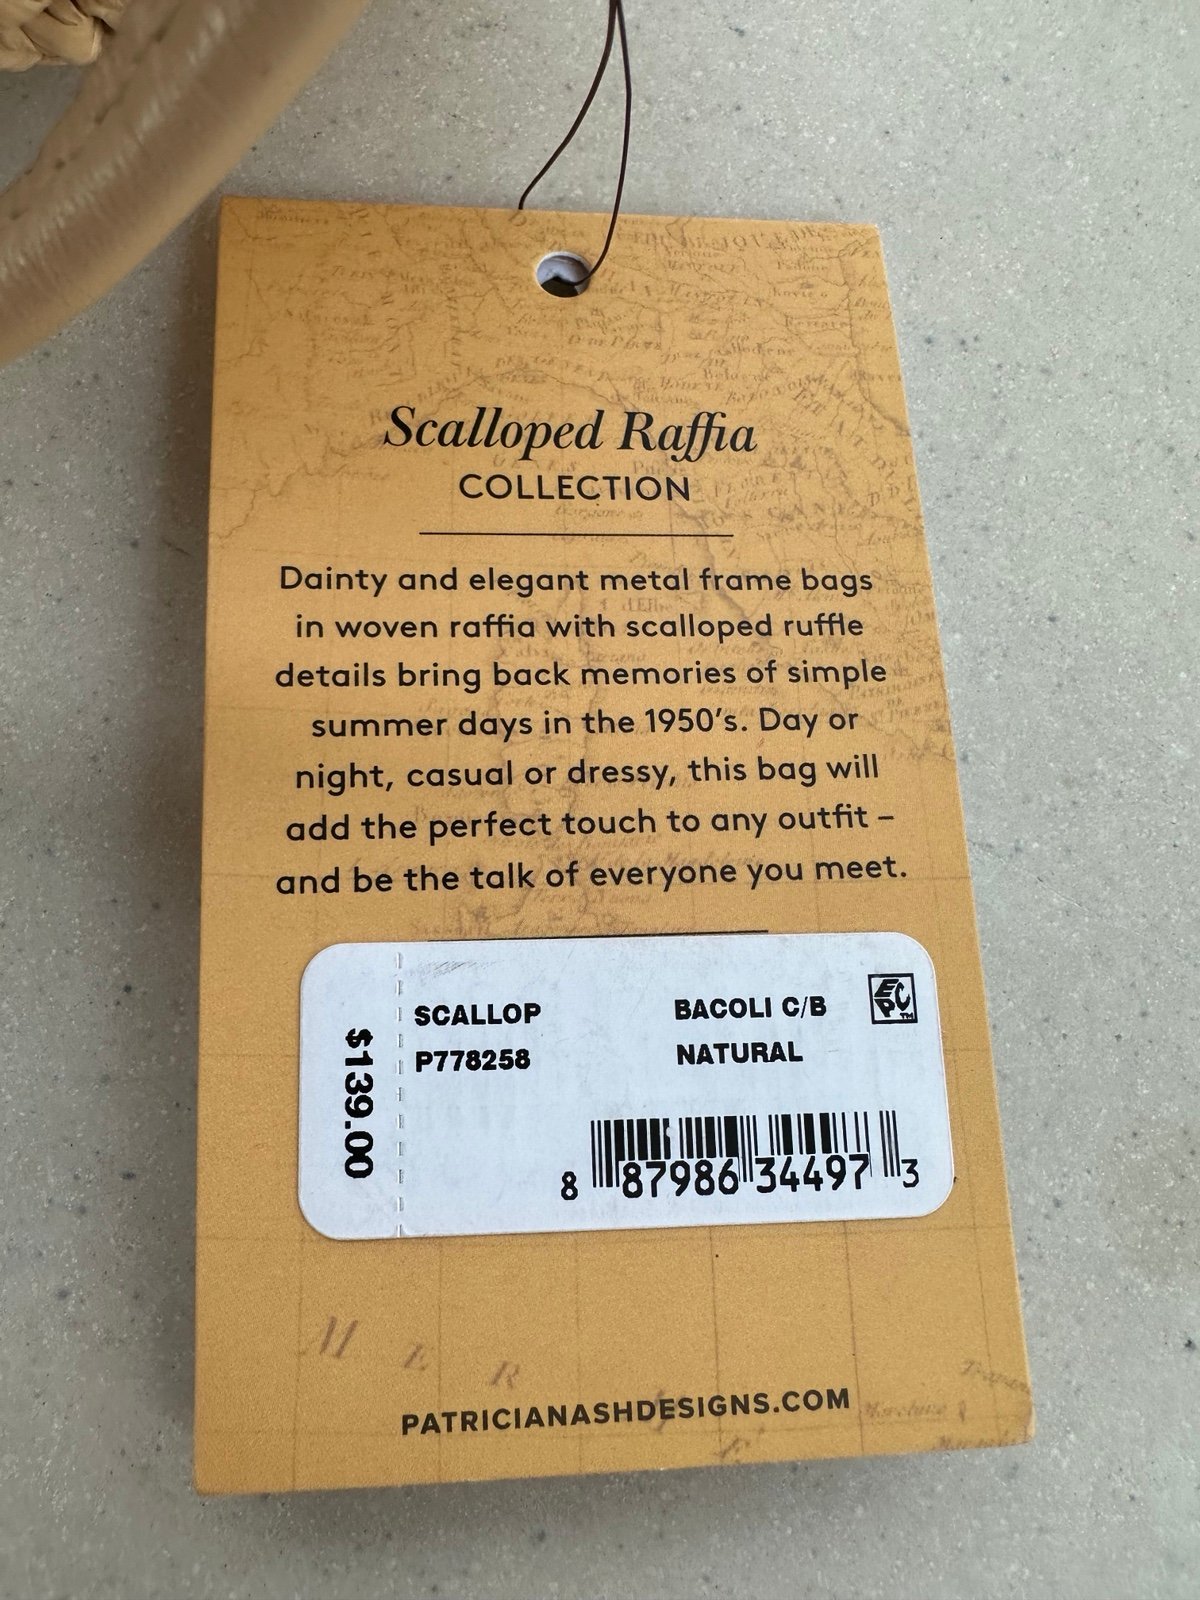 Scalloped Raffia
COLLECTION
Dainty and elegant metal frame bags
in woven raffia with scalloped ruffle
details bring back memories of simple
summer days in the 1950's. Day or
night, casual or dressy, this bag will
add the perfect touch to any outfit –
and be the talk of everyone you meet.
$139.00
SCALLOP BACOLI C/B EPC™
P778258 NATURAL
8 87986 34497 3
M E R
PATRICIANASHDESIGNS.COM